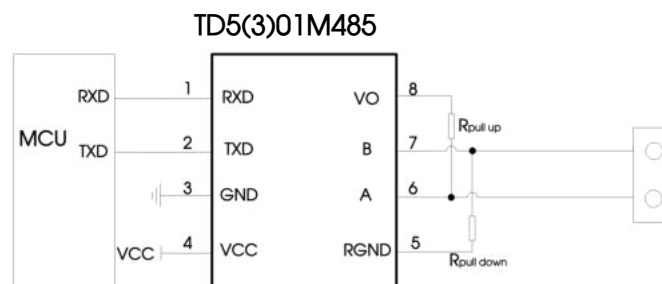 TD5(3)01M485
RXD 1 RXD VO 8
Rpull up
MCU TXD 2 TXD B 7
3 GND A 6
VCC 4 VCC RGND 5
Rpull down